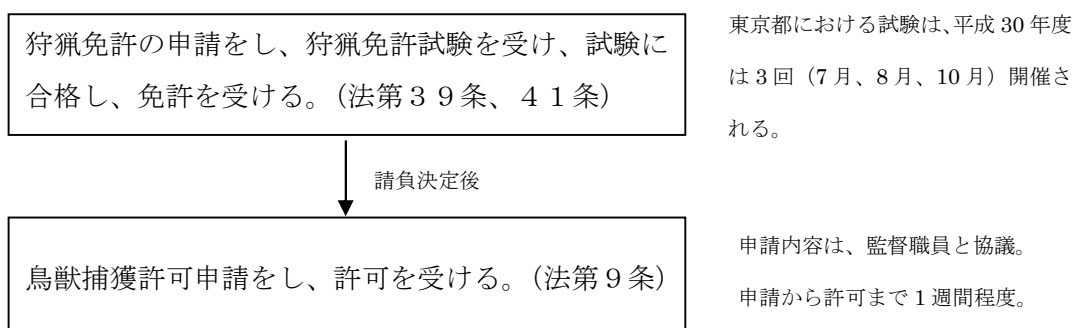 狩猟免許の申請をし、狩猟免許試験を受け、試験に
合格し、免許を受ける。(法第３９条、４１条)
東京都における試験は、平成 30 年度
は 3 回（7 月、8 月、10 月）開催さ
れる。
請負決定後
鳥獣捕獲許可申請をし、許可を受ける。(法第９条)
申請内容は、監督職員と協議。
申請から許可まで 1 週間程度。